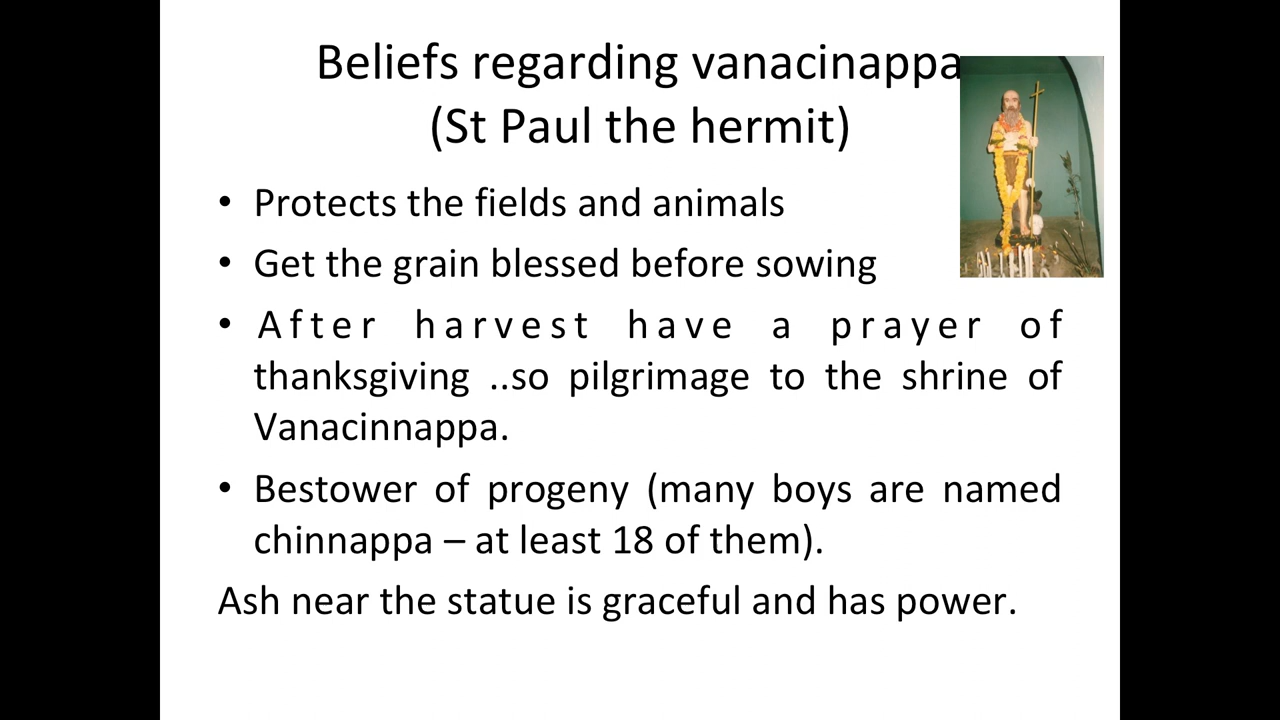 Beliefs regarding vanacinappa
(St Paul the hermit)
• Protects the fields and animals
• Get the grain blessed before sowing
• After harvest have a prayer of
thanksgiving ..so pilgrimage to the shrine of
Vanacinnappa.
• Bestower of progeny (many boys are named
chinnappa – at least 18 of them).
Ash near the statue is graceful and has power.